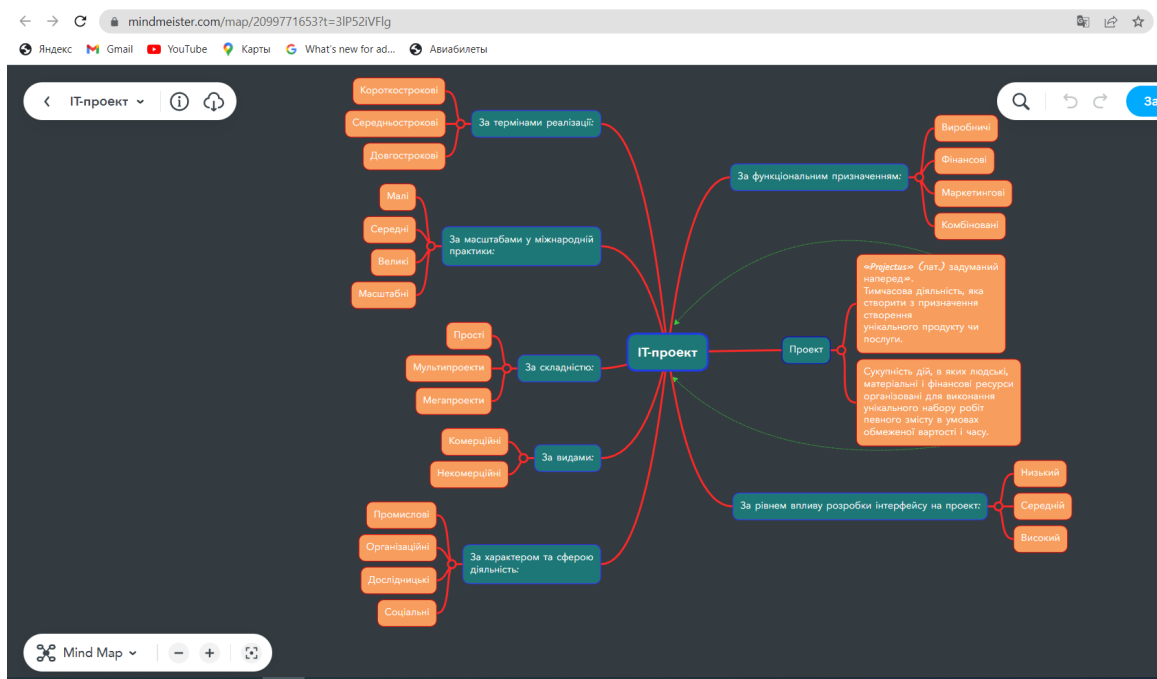 mindmeister.com/map/2099771653?t=3lP52iVFlg
Яндекс Gmail YouTube Карты What's new for ad... Авиабилеты
IT-проект
За
Короткострокові
Середньострокові
Довгострокові
За термінами реалізації:
Малі
Середні
Великі
Масштабні
За масштабами у міжнародній
практики:
Прості
Мультипроекти
Мегапроекти
За складністю:
Комерційні
Некомерційні
За видами:
Промислові
Організаційні
Дослідницькі
Соціальні
За характером та сферою
діяльність:
IT-проект
За функціональним призначенням:
Виробничі
Фінансові
Маркетингові
Комбіновані
Проект
«Projectus» (лат.) задуманий
наперед».
Тимчасова діяльність, яка
створити з призначення
створення
унікального продукту чи
послуги.
Сукупність дій, в яких людські,
матеріальні і фінансові ресурси
організовані для виконання
унікального набору робіт
певного змісту в умовах
обмеженої вартості і часу.
За рівнем впливу розробки інтерфейсу на проект:
Низький
Середній
Високий
Mind Map